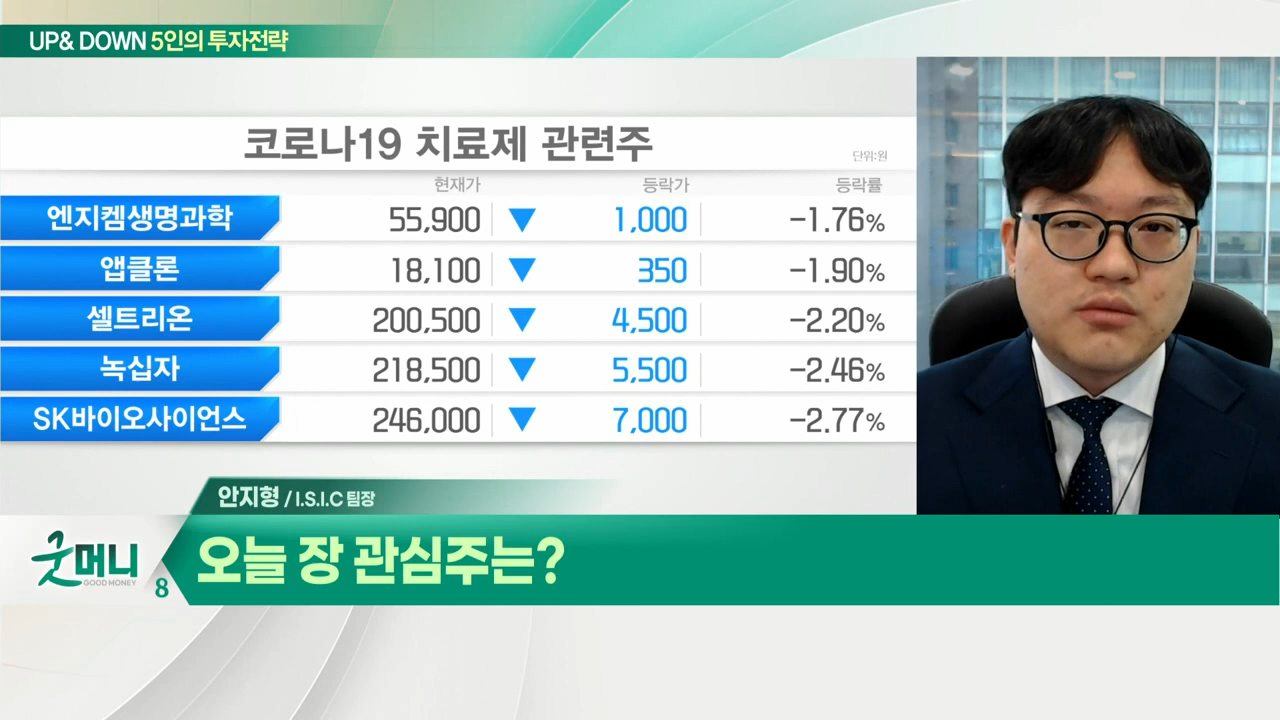 UP& DOWN 5인의 투자전략
코로나19 치료제 관련주
단위:원
현재가 등락가 등락률
엔지켐생명과학 55,900 ▼ 1,000 -1.76%
앱클론 18,100 ▼ 350 -1.90%
셀트리온 200,500 ▼ 4,500 -2.20%
녹십자 218,500 ▼ 5,500 -2.46%
SK바이오사이언스 246,000 ▼ 7,000 -2.77%
안지형 / I.S.I.C 팀장
굿머니
GOOD MONEY
8
오늘 장 관심주는?